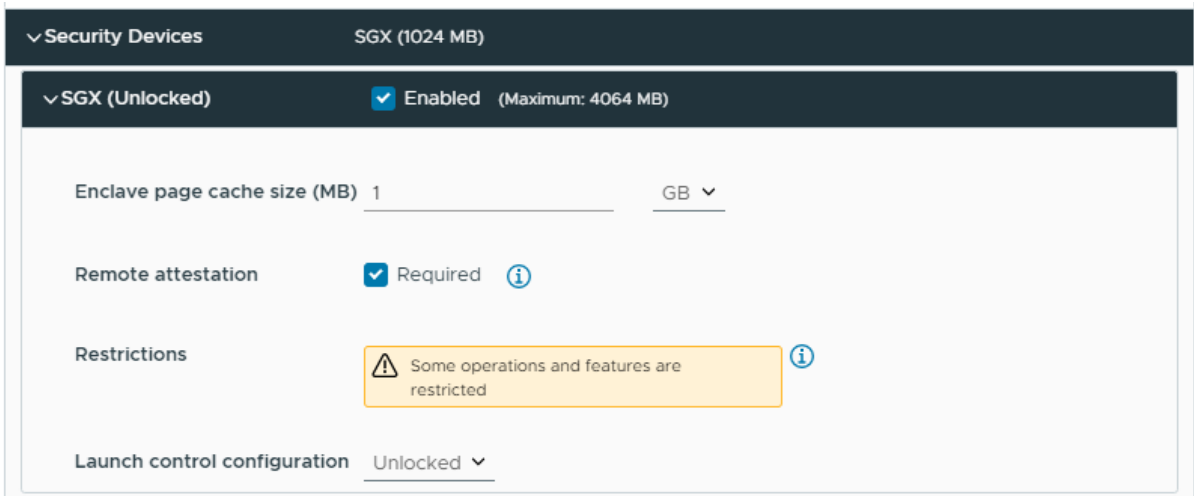 Security Devices SGX (1024 MB)
SGX (Unlocked) Enabled (Maximum: 4064 MB)
Enclave page cache size (MB) 1 GB
Remote attestation Required
Restrictions Some operations and features are
restricted
Launch control configuration Unlocked